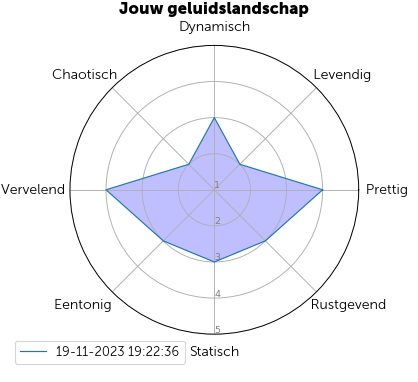 Jouw geluidslandschap
Dynamisch
Chaotisch
Levendig
Vervelend
Prettig
1
2
3
4
5
Eentonig
Rustgevend
19-11-2023 19:22:36
Statisch